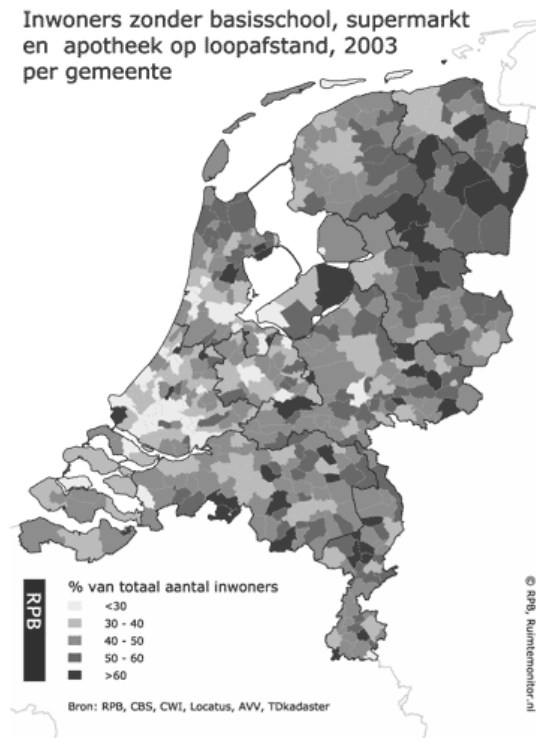 Inwoners zonder basisschool, supermarkt
en apotheek op loopafstand, 2003
per gemeente
RPB
% van totaal aantal inwoners
<30
30 - 40
40 - 50
50 - 60
>60
Bron: RPB, CBS, CWI, Locatus, AVV, TDkadaster
© RPB, Ruimtemonitor.nl